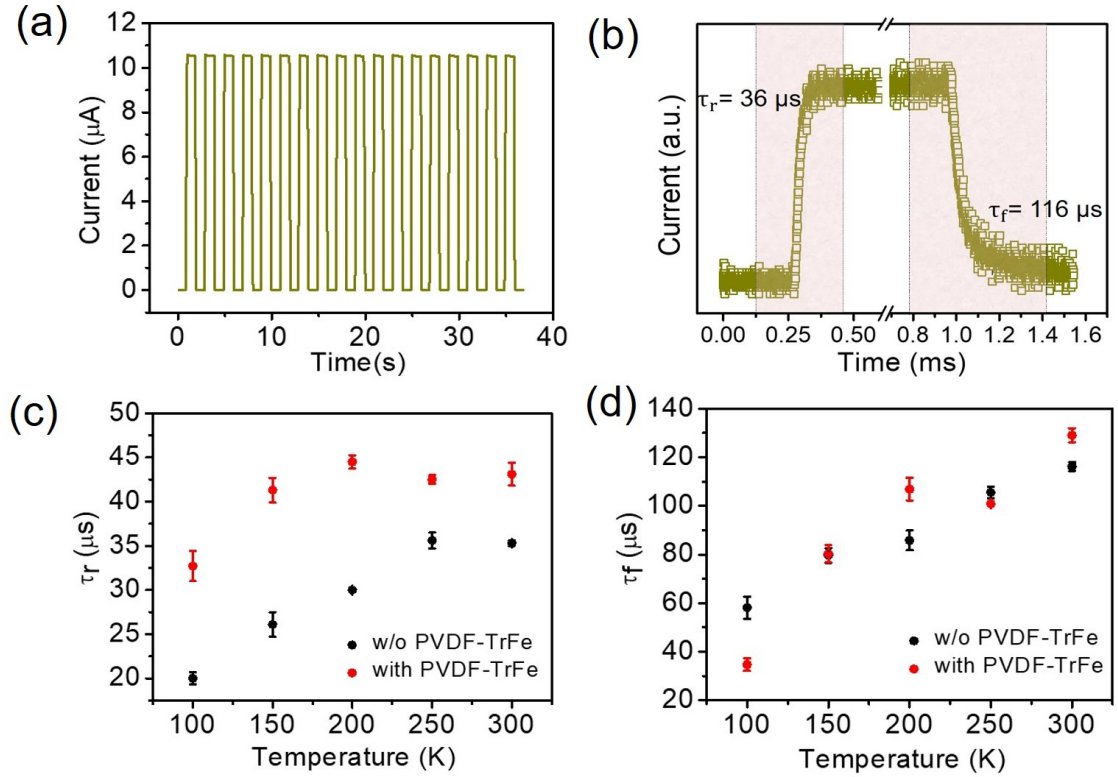 (a)
12
10
8
6
4
2
0
Current (μA)
0 10 20 30 40
Time(s)
(b)
Current (a.u.)
τr= 36 μs
τf= 116 μs
0.00 0.25 0.50 0.8 1.0 1.2 1.4 1.6
Time (ms)
(c)
50
45
40
35
30
25
20
τr (μs)
w/o PVDF-TrFe
with PVDF-TrFe
100 150 200 250 300
Temperature (K)
(d)
140
120
100
80
60
40
20
τf (μs)
w/o PVDF-TrFe
with PVDF-TrFe
100 150 200 250 300
Temperature (K)